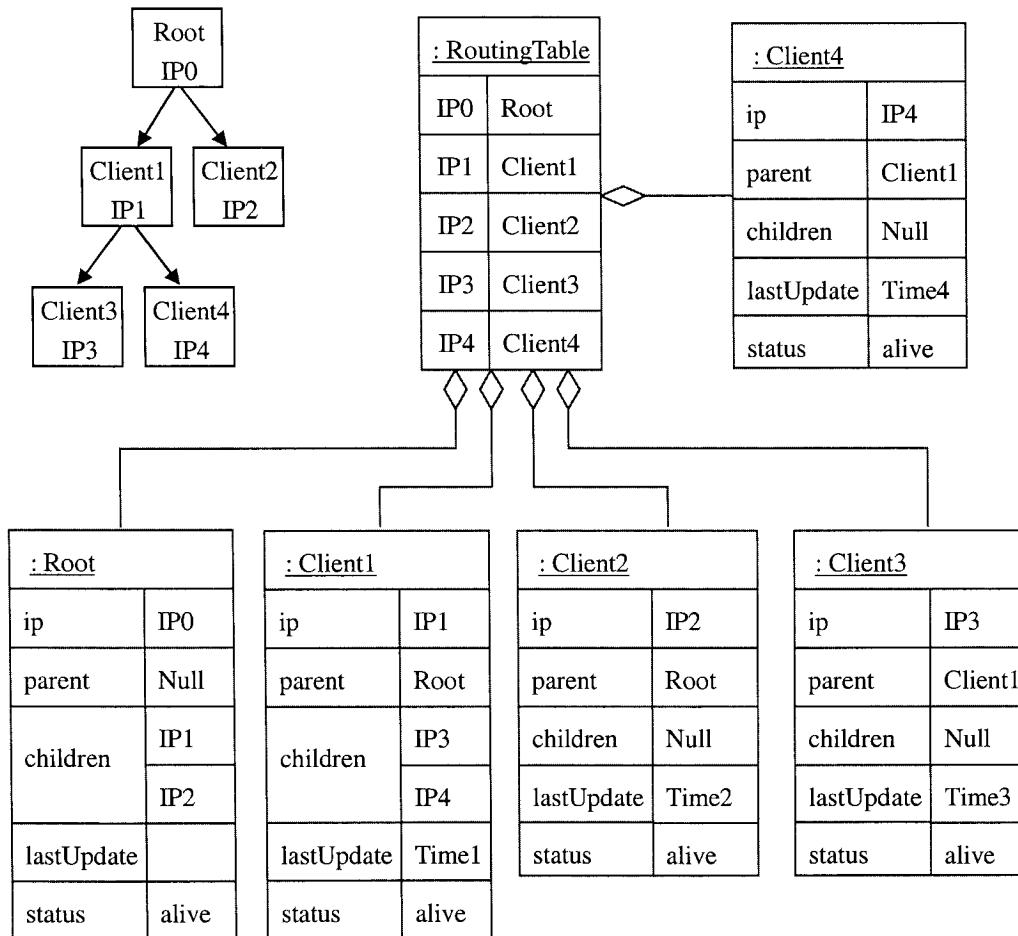 Root
IP0
Client1
IP1
Client2
IP2
Client3
IP3
Client4
IP4
: RoutingTable
IP0 Root
IP1 Client1
IP2 Client2
IP3 Client3
IP4 Client4
: Client4
ip IP4
parent Client1
children Null
lastUpdate Time4
status alive
: Root
ip IP0
parent Null
children IP1
IP2
lastUpdate
status alive
: Client1
ip IP1
parent Root
children IP3
IP4
lastUpdate Time1
status alive
: Client2
ip IP2
parent Root
children Null
lastUpdate Time2
status alive
: Client3
ip IP3
parent Client1
children Null
lastUpdate Time3
status alive